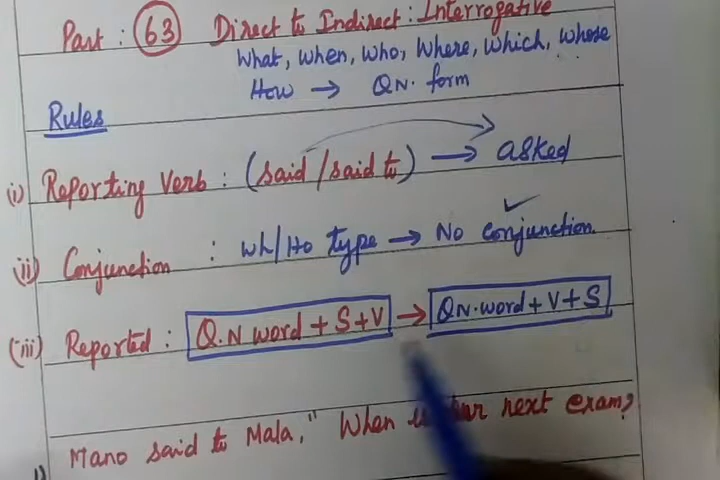 Part : 63 Direct to Indirect : Interrogative
What, When, Who, Where, Which, Whose
How → QN. form
Rules
(i) Reporting Verb : (said/said to) → asked
(ii) Conjunction : Wh/Ho type → No conjunction.
(iii) Reported : Q.N word + S+V → QN.word + V + S
Mano said to Mala, " When next exam?
1)